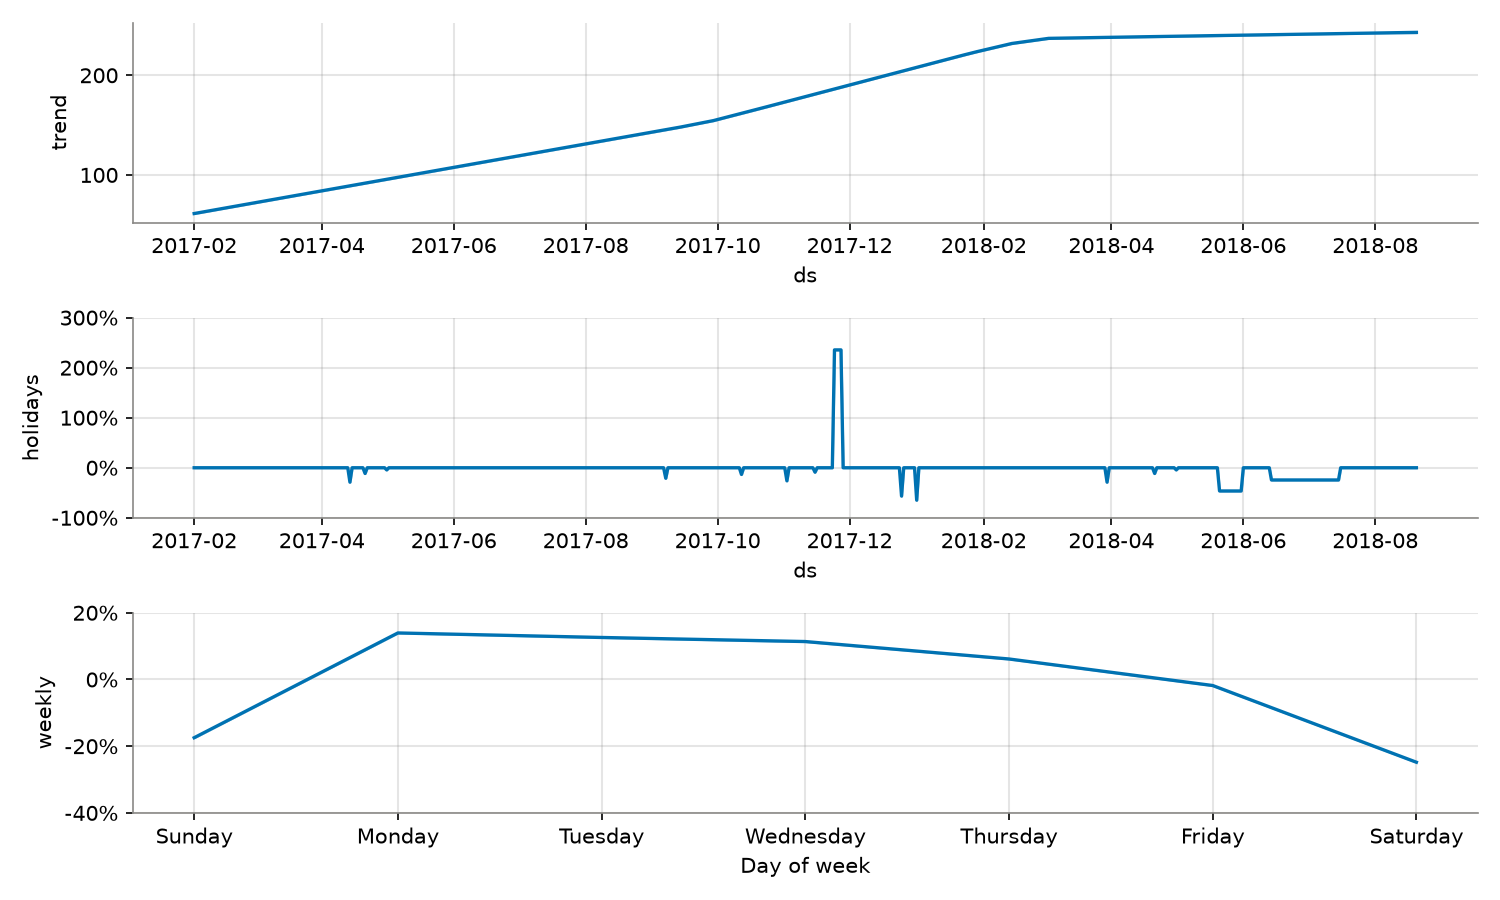 trend
200
100
2017-02 2017-04 2017-06 2017-08 2017-10 2017-12 2018-02 2018-04 2018-06 2018-08
ds
holidays
300%
200%
100%
0%
-100%
2017-02 2017-04 2017-06 2017-08 2017-10 2017-12 2018-02 2018-04 2018-06 2018-08
ds
weekly
20%
0%
-20%
-40%
Sunday Monday Tuesday Wednesday Thursday Friday Saturday
Day of week